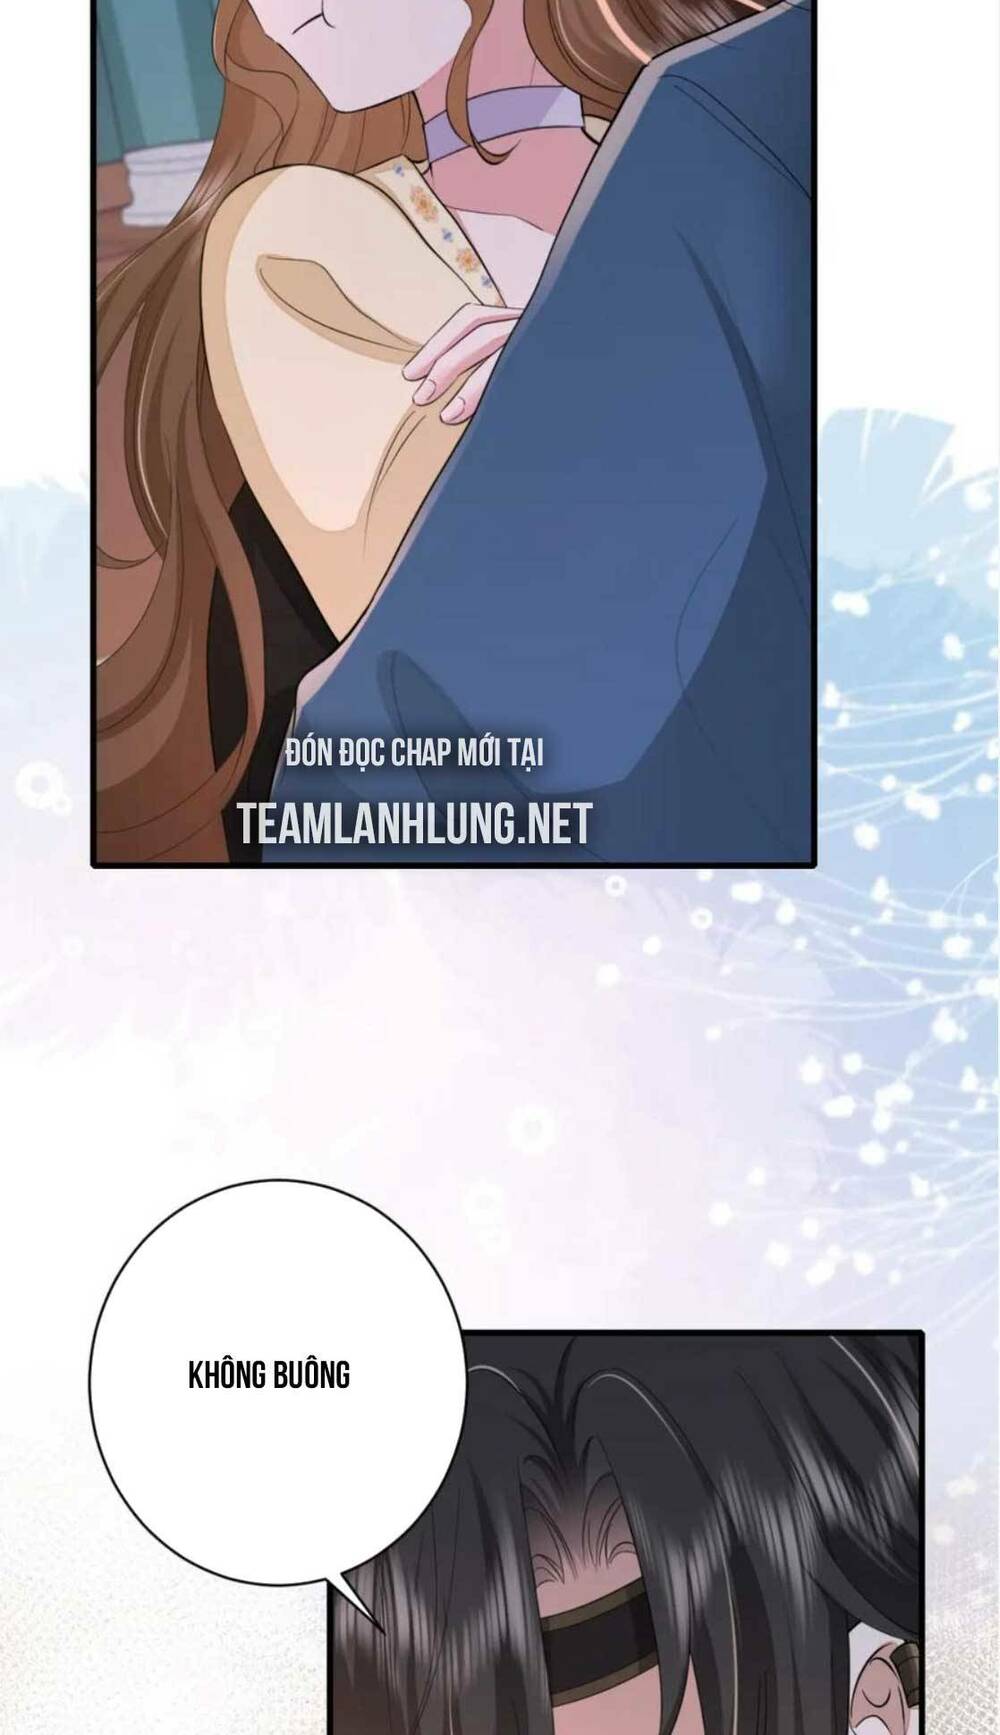 ĐÓN ĐỌC CHAP MỚI TẠI
TEAMLANHLUNG.NET
KHÔNG BUÔNG